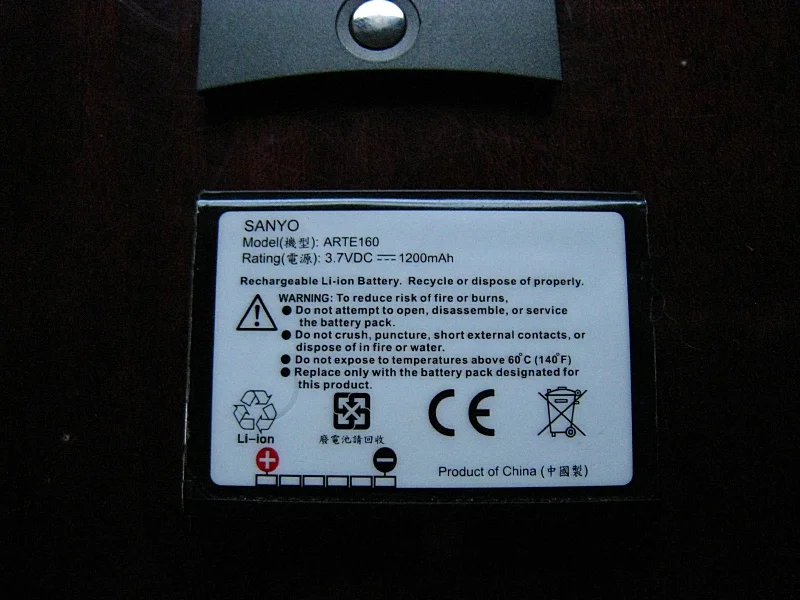 SANYO
Model(機型): ARTE160
Rating(電源): 3.7VDC ⎓ 1200mAh
Rechargeable Li-ion Battery. Recycle or dispose of properly.
WARNING: To reduce risk of fire or burns,
● Do not attempt to open, disassemble, or service
the battery pack.
● Do not crush, puncture, short external contacts, or
dispose of in fire or water.
● Do not expose to temperatures above 60°C (140°F)
● Replace only with the battery pack designated for
this product.
Li-ion
廢電池請回收
CE
+ −
Product of China (中國製)